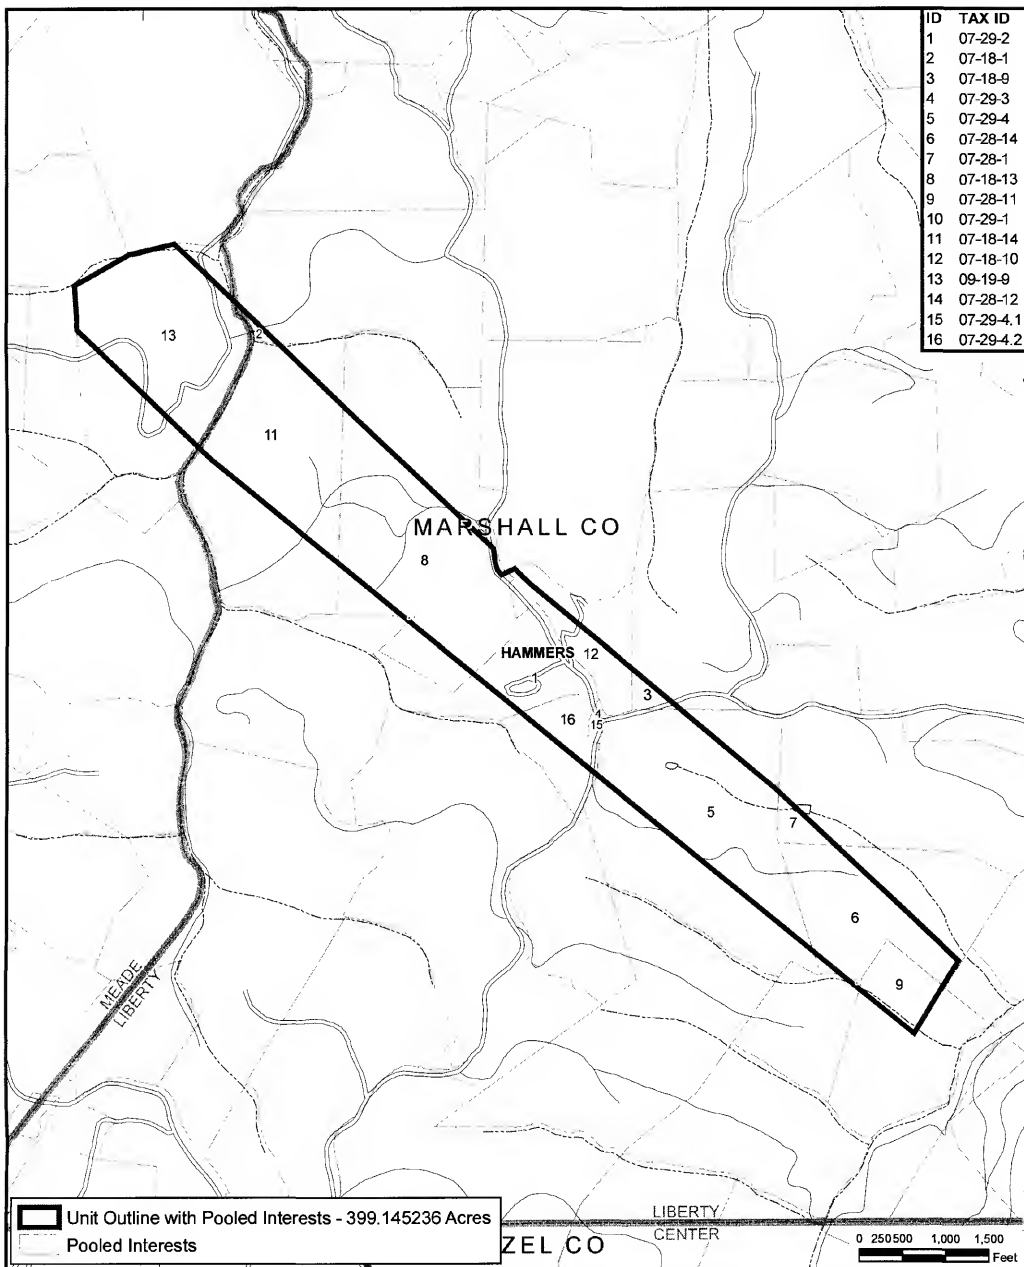 ID TAX ID
1 07-29-2
2 07-18-1
3 07-18-9
4 07-29-3
5 07-29-4
6 07-28-14
7 07-28-1
8 07-18-13
9 07-28-11
10 07-29-1
11 07-18-14
12 07-18-10
13 09-19-9
14 07-28-12
15 07-29-4.1
16 07-29-4.2
13
2
11
MARSHALL CO
8
HAMMERS
12
1
3
16
4
15
5
7
6
9
MEADE
LIBERTY
LIBERTY
CENTER
ZEL CO
Unit Outline with Pooled Interests - 399.145236 Acres
Pooled Interests
0 250500 1,000 1,500
Feet